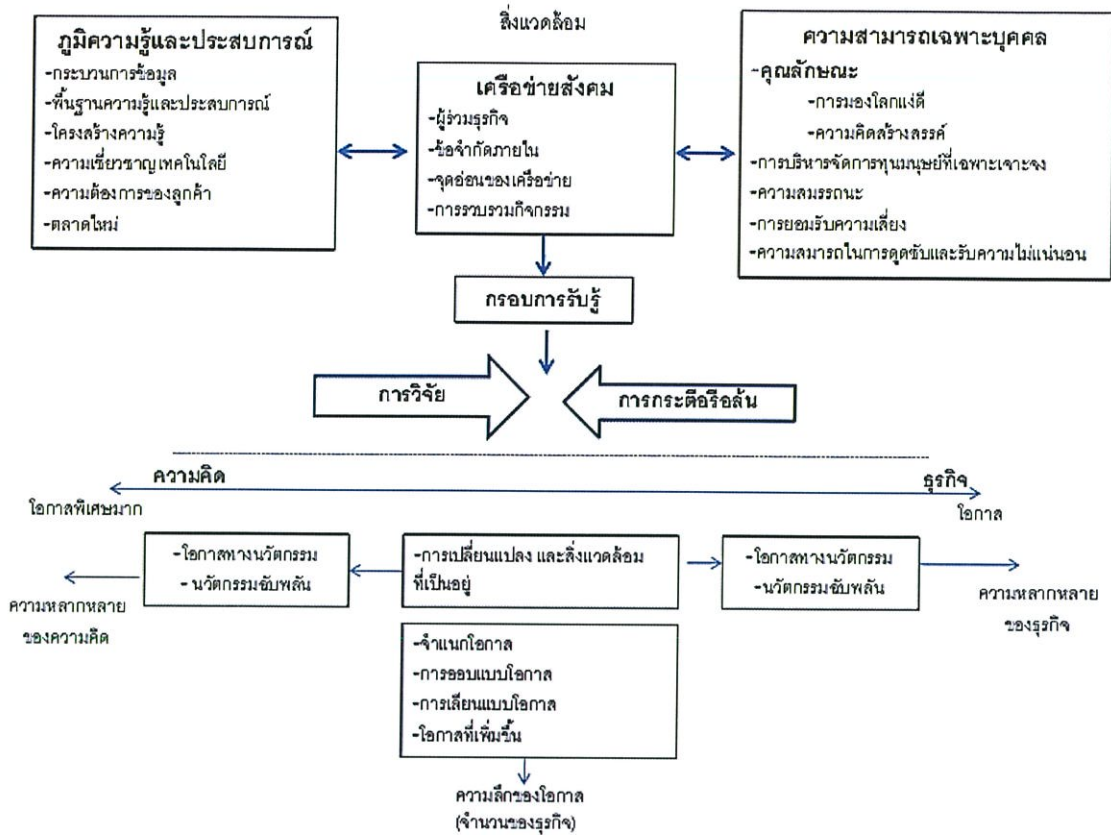 สิ่งแวดล้อม
ภูมิความรู้และประสบการณ์
-กระบวนการข้อมูล
-พื้นฐานความรู้และประสบการณ์
-โครงสร้างความรู้
-ความเชี่ยวชาญเทคโนโลยี
-ความต้องการของลูกค้า
-ตลาดใหม่
เครือข่ายสังคม
-ผู้ร่วมธุรกิจ
-ข้อจำกัดภายใน
-จุดอ่อนของเครือข่าย
-การรวบรวมกิจกรรม
ความสามารถเฉพาะบุคคล
-คุณลักษณะ
-การมองโลกแง่ดี
-ความคิดสร้างสรรค์
-การบริหารจัดการทุนมนุษย์ที่เฉพาะเจาะจง
-ความสมรรถนะ
-การยอมรับความเสี่ยง
-ความสมารถในการดูดซับและรับความไม่แน่นอน
กรอบการรับรู้
การวิจัย
การกระตือรือล้น
ความคิด
ธุรกิจ
โอกาสพิเศษมาก
โอกาส
-โอกาสทางนวัตกรรม
- นวัตกรรมฉับพลัน
-การเปลี่ยนแปลง และสิ่งแวดล้อม
ที่เป็นอยู่
-โอกาสทางนวัตกรรม
- นวัตกรรมฉับพลัน
ความหลากหลาย
ของความคิด
ความหลากหลาย
ของธุรกิจ
-จำแนกโอกาส
-การออบแบบโอกาส
-การเลียนแบบโอกาส
-โอกาสที่เพิ่มขึ้น
ความลึกของโอกาส
(จำนวนของธุรกิจ)